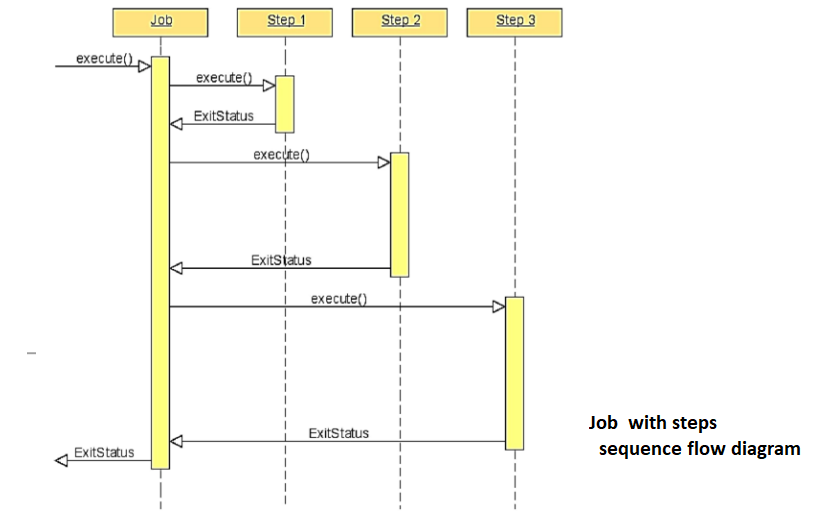 Job
Step 1
Step 2
Step 3
execute()
execute()
ExitStatus
execute()
ExitStatus
execute()
ExitStatus
ExitStatus
Job with steps
sequence flow diagram